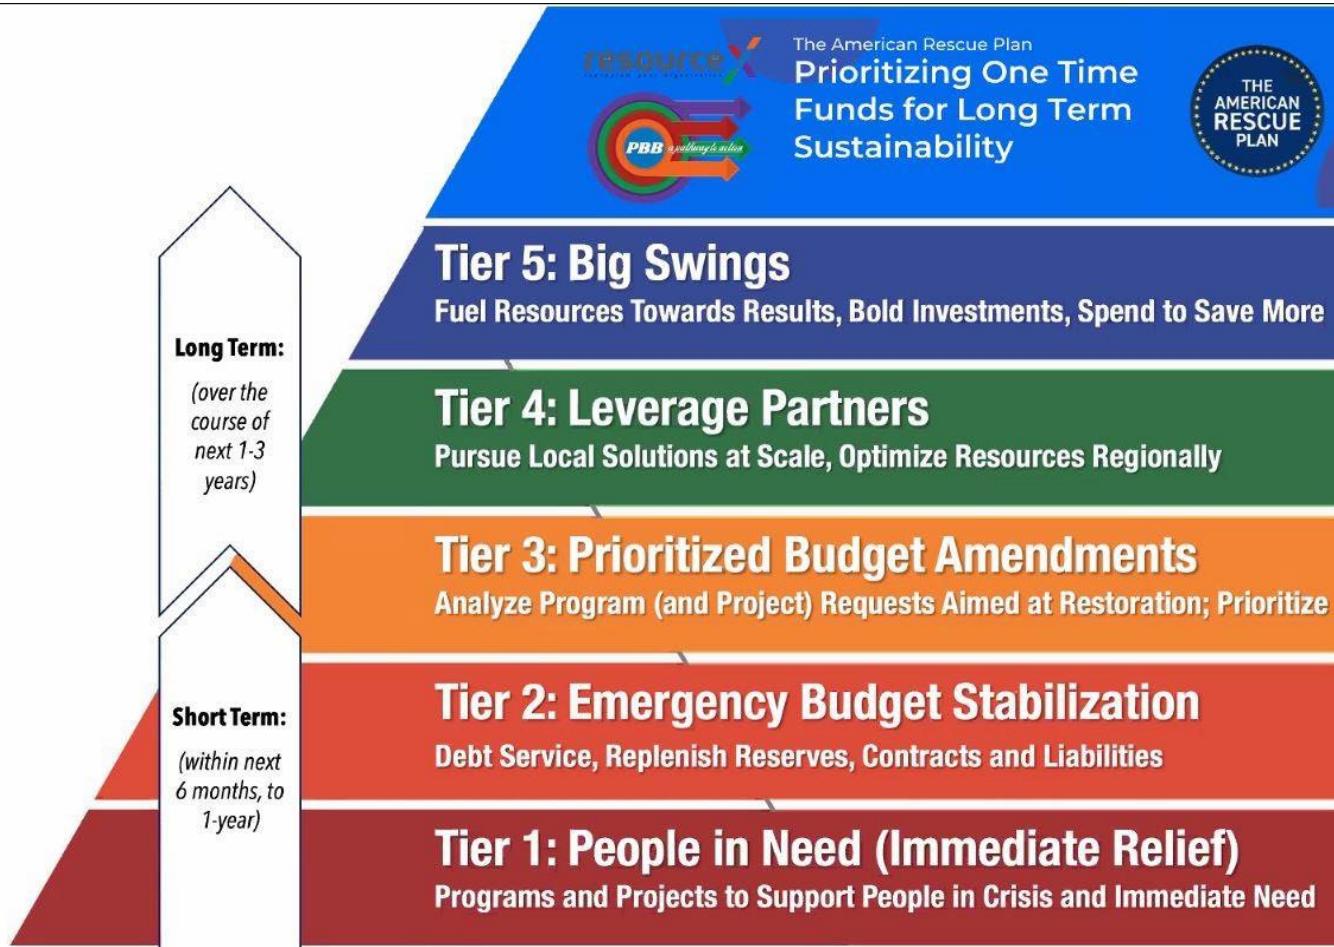 resourceX
The American Rescue Plan
Prioritizing One Time
Funds for Long Term
Sustainability
PBB a pathway to action
THE
AMERICAN
RESCUE
PLAN
Tier 5: Big Swings
Fuel Resources Towards Results, Bold Investments, Spend to Save More
Long Term:
(over the
course of
next 1-3
years)
Tier 4: Leverage Partners
Pursue Local Solutions at Scale, Optimize Resources Regionally
Tier 3: Prioritized Budget Amendments
Analyze Program (and Project) Requests Aimed at Restoration; Prioritize
Short Term:
(within next
6 months, to
1-year)
Tier 2: Emergency Budget Stabilization
Debt Service, Replenish Reserves, Contracts and Liabilities
Tier 1: People in Need (Immediate Relief)
Programs and Projects to Support People in Crisis and Immediate Need